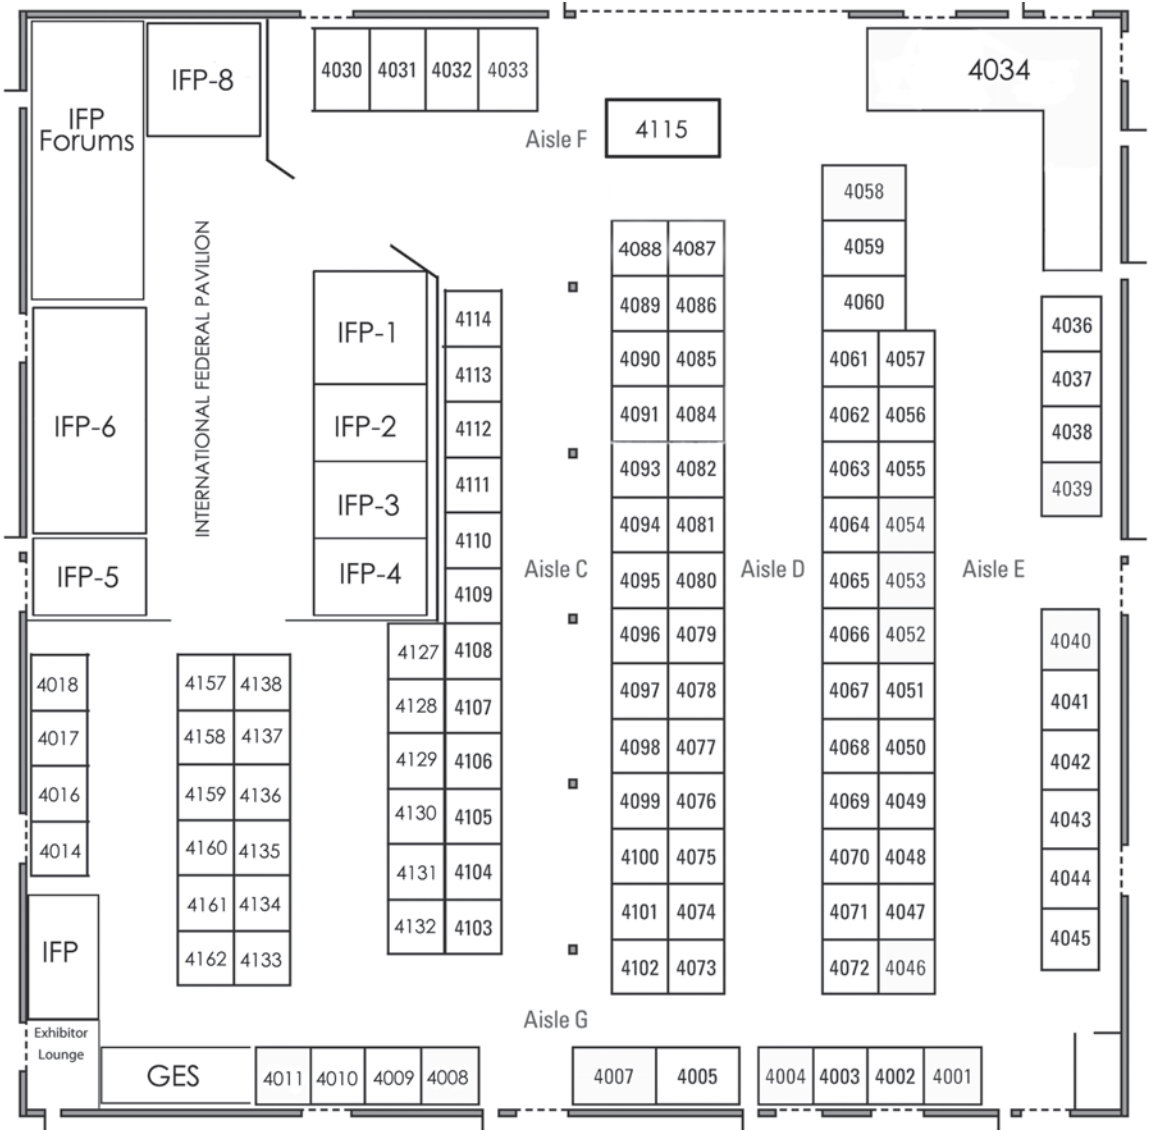 IFP
Forums
IFP-8
4030 4031 4032 4033
4034
4115
Aisle F
INTERNATIONAL FEDERAL PAVILION
IFP-6
IFP-5
IFP-1
IFP-2
IFP-3
IFP-4
4114
4113
4112
4111
4110
4109
4127 4108
4128 4107
4129 4106
4130 4105
4131 4104
4132 4103
Aisle C
4088 4087
4089 4086
4090 4085
4091 4084
4093 4082
4094 4081
4095 4080
4096 4079
4097 4078
4098 4077
4099 4076
4100 4075
4101 4074
4102 4073
Aisle D
4058
4059
4060
4061 4057
4062 4056
4063 4055
4064 4054
4065 4053
4066 4052
4067 4051
4068 4050
4069 4049
4070 4048
4071 4047
4072 4046
Aisle E
4036
4037
4038
4039
4040
4041
4042
4043
4044
4045
4018
4017
4016
4014
4157 4138
4158 4137
4159 4136
4160 4135
4161 4134
4162 4133
IFP
Exhibitor
Lounge
Aisle G
GES
4011 4010 4009 4008
4007 4005
4004 4003 4002 4001